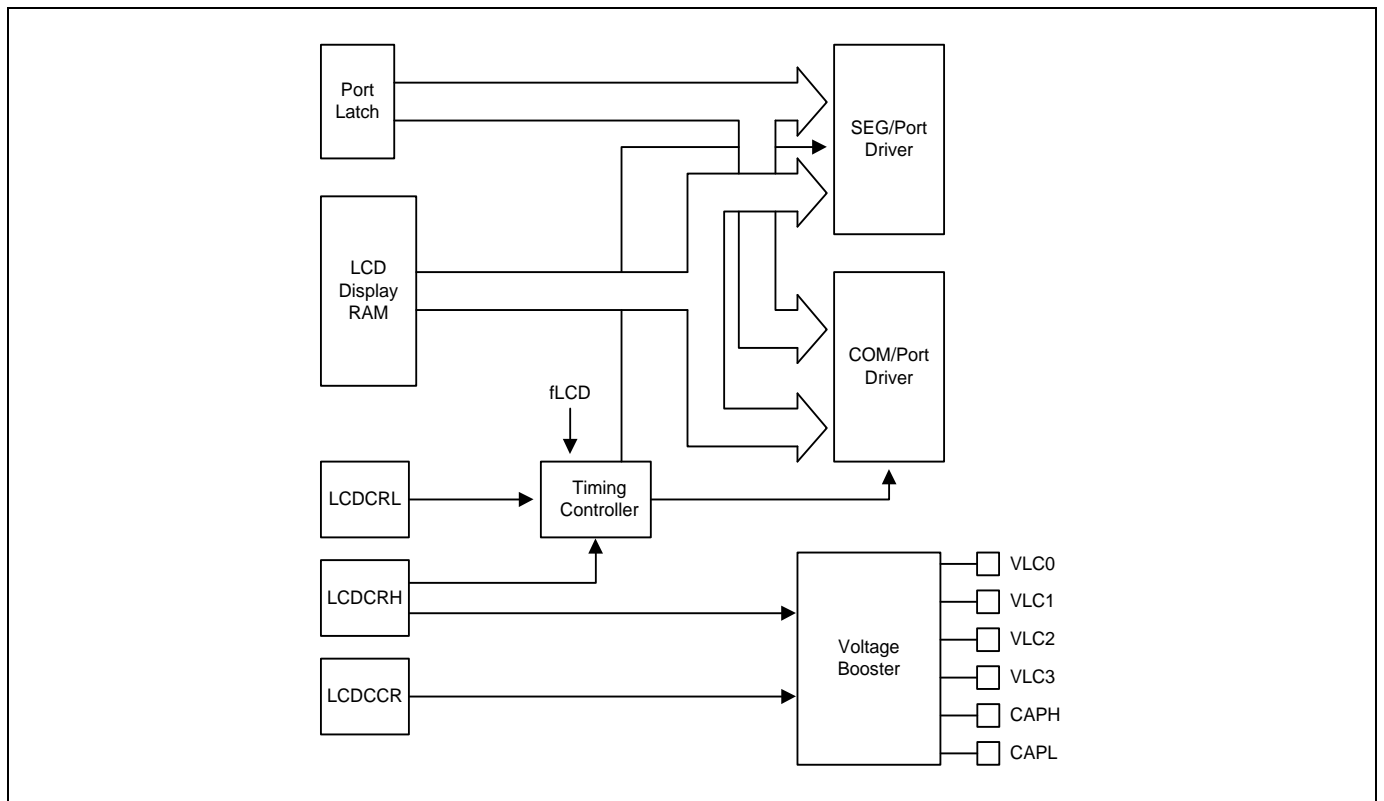 Port
Latch
SEG/Port
Driver
LCD
Display
RAM
COM/Port
Driver
fLCD
LCDCRL
Timing
Controller
LCDCRH
LCDCCR
Voltage
Booster
VLC0
VLC1
VLC2
VLC3
CAPH
CAPL